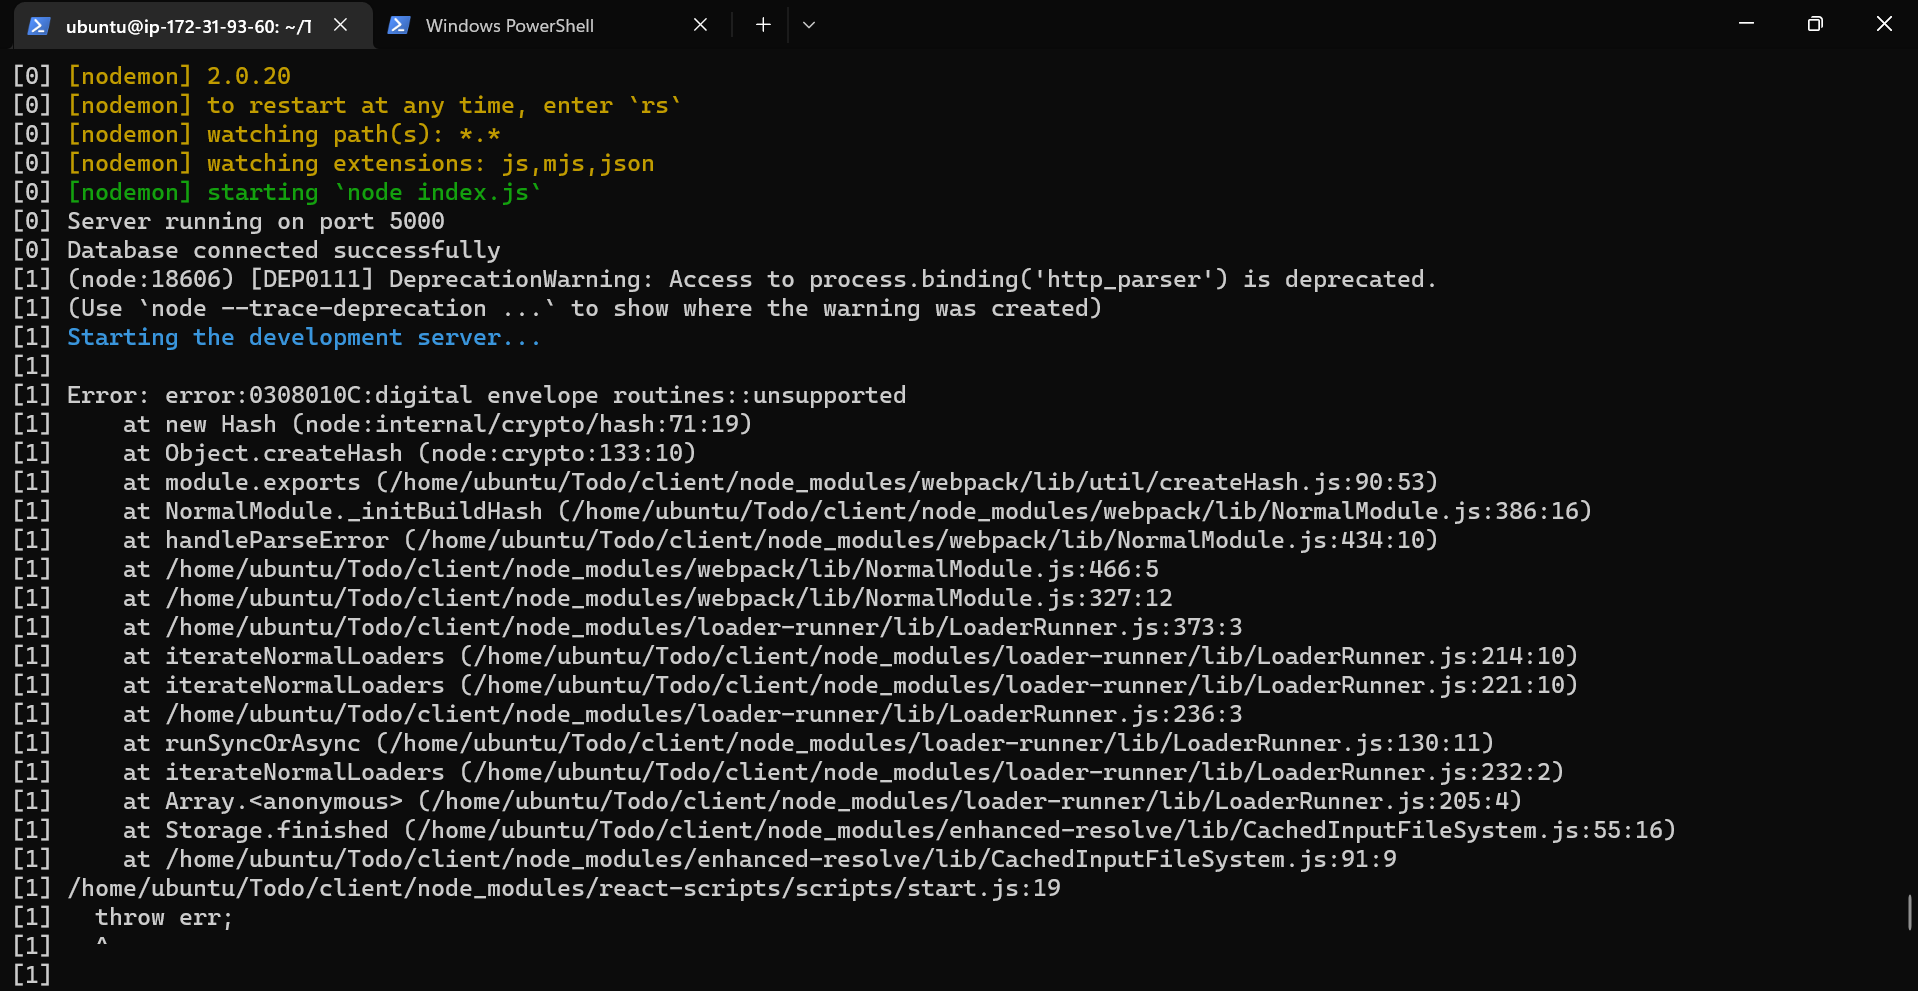 ubuntu@ip-172-31-93-60: ~/T
Windows PowerShell
[0] [nodemon] 2.0.20
[0] [nodemon] to restart at any time, enter `rs`
[0] [nodemon] watching path(s): *.*
[0] [nodemon] watching extensions: js,mjs,json
[0] [nodemon] starting `node index.js`
[0] Server running on port 5000
[0] Database connected successfully
[1] (node:18606) [DEP0111] DeprecationWarning: Access to process.binding('http_parser') is deprecated.
[1] (Use `node --trace-deprecation ...` to show where the warning was created)
[1] Starting the development server...
[1]
[1] Error: error:0308010C:digital envelope routines::unsupported
[1]     at new Hash (node:internal/crypto/hash:71:19)
[1]     at Object.createHash (node:crypto:133:10)
[1]     at module.exports (/home/ubuntu/Todo/client/node_modules/webpack/lib/util/createHash.js:90:53)
[1]     at NormalModule._initBuildHash (/home/ubuntu/Todo/client/node_modules/webpack/lib/NormalModule.js:386:16)
[1]     at handleParseError (/home/ubuntu/Todo/client/node_modules/webpack/lib/NormalModule.js:434:10)
[1]     at /home/ubuntu/Todo/client/node_modules/webpack/lib/NormalModule.js:466:5
[1]     at /home/ubuntu/Todo/client/node_modules/webpack/lib/NormalModule.js:327:12
[1]     at /home/ubuntu/Todo/client/node_modules/loader-runner/lib/LoaderRunner.js:373:3
[1]     at iterateNormalLoaders (/home/ubuntu/Todo/client/node_modules/loader-runner/lib/LoaderRunner.js:214:10)
[1]     at iterateNormalLoaders (/home/ubuntu/Todo/client/node_modules/loader-runner/lib/LoaderRunner.js:221:10)
[1]     at /home/ubuntu/Todo/client/node_modules/loader-runner/lib/LoaderRunner.js:236:3
[1]     at runSyncOrAsync (/home/ubuntu/Todo/client/node_modules/loader-runner/lib/LoaderRunner.js:130:11)
[1]     at iterateNormalLoaders (/home/ubuntu/Todo/client/node_modules/loader-runner/lib/LoaderRunner.js:232:2)
[1]     at Array.<anonymous> (/home/ubuntu/Todo/client/node_modules/loader-runner/lib/LoaderRunner.js:205:4)
[1]     at Storage.finished (/home/ubuntu/Todo/client/node_modules/enhanced-resolve/lib/CachedInputFileSystem.js:55:16)
[1]     at /home/ubuntu/Todo/client/node_modules/enhanced-resolve/lib/CachedInputFileSystem.js:91:9
[1] /home/ubuntu/Todo/client/node_modules/react-scripts/scripts/start.js:19
[1]   throw err;
[1]   ^
[1]